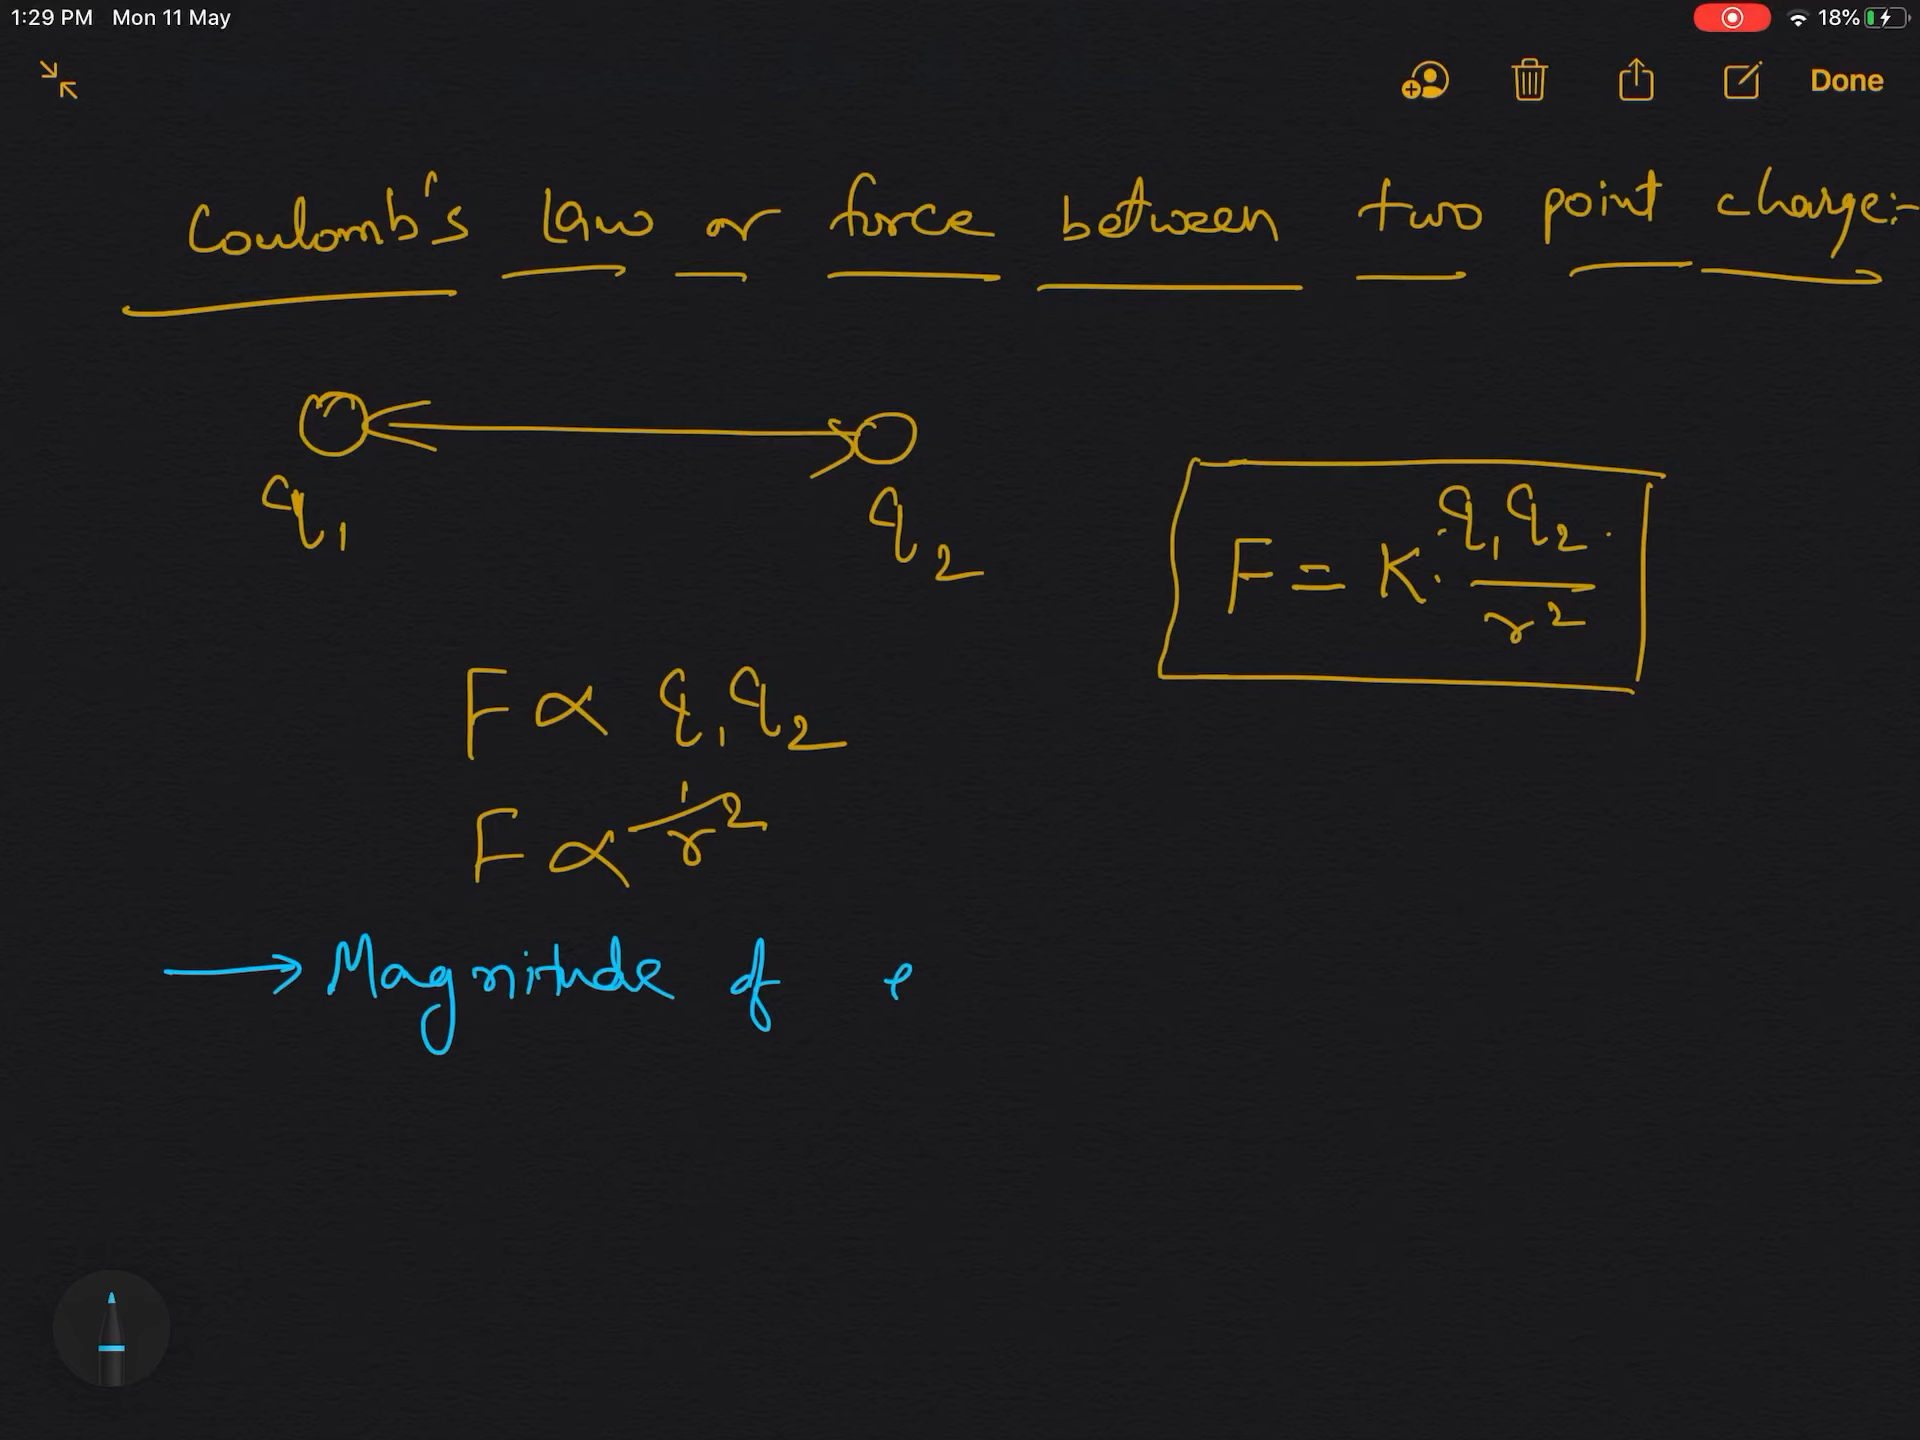 1:29 PM Mon 11 May 18%
Done
Coulomb's Law or force between two point charge:-
q1 q2
F = K. q1q2 / r²
F ∝ q1q2
F ∝ 1/r²
→ Magnitude of e